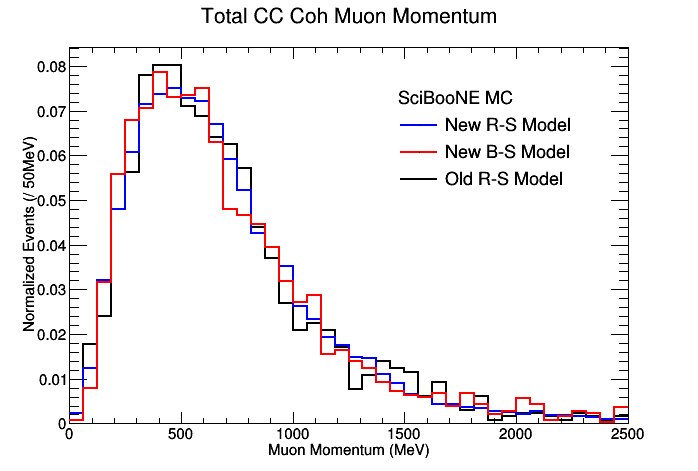 Total CC Coh Muon Momentum
Normalized Events (/ 50MeV)
0.08
0.07
0.06
0.05
0.04
0.03
0.02
0.01
0
SciBooNE MC
New R-S Model
New B-S Model
Old R-S Model
0 500 1000 1500 2000 2500
Muon Momentum (MeV)